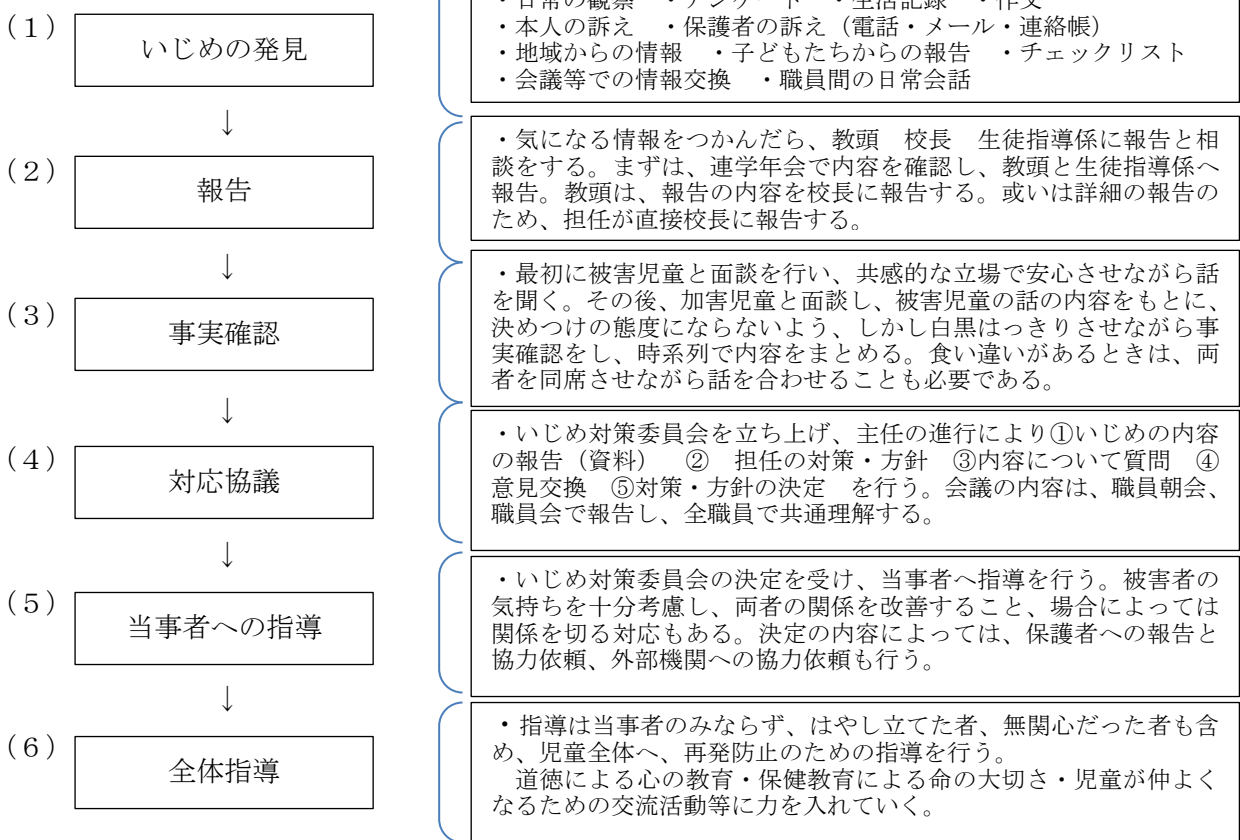 ・日常の観察　・アンケート　・生活記録　・作文
（１）
いじめの発見
・本人の訴え　・保護者の訴え（電話・メール・連絡帳）
・地域からの情報　・子どもたちからの報告　・チェックリスト
・会議等での情報交換　・職員間の日常会話
↓
（２）
報告
・気になる情報をつかんだら、教頭　校長　生徒指導係に報告と相
談をする。まずは、連学年会で内容を確認し、教頭と生徒指導係へ
報告。教頭は、報告の内容を校長に報告する。或いは詳細の報告の
ため、担任が直接校長に報告する。
↓
（３）
事実確認
・最初に被害児童と面談を行い、共感的な立場で安心させながら話
を聞く。その後、加害児童と面談し、被害児童の話の内容をもとに、
決めつけの態度にならないよう、しかし白黒はっきりさせながら事
実確認をし、時系列で内容をまとめる。食い違いがあるときは、両
者を同席させながら話を合わせることも必要である。
↓
（４）
対応協議
・いじめ対策委員会を立ち上げ、主任の進行により①いじめの内容
の報告（資料）　②　担任の対策・方針　③内容について質問　④
意見交換　⑤対策・方針の決定　を行う。会議の内容は、職員朝会、
職員会で報告し、全職員で共通理解する。
↓
（５）
当事者への指導
・いじめ対策委員会の決定を受け、当事者へ指導を行う。被害者の
気持ちを十分考慮し、両者の関係を改善すること、場合によっては
関係を切る対応もある。決定の内容によっては、保護者への報告と
協力依頼、外部機関への協力依頼も行う。
↓
（６）
全体指導
・指導は当事者のみならず、はやし立てた者、無関心だった者も含
め、児童全体へ、再発防止のための指導を行う。
道徳による心の教育・保健教育による命の大切さ・児童が仲よく
なるための交流活動等に力を入れていく。